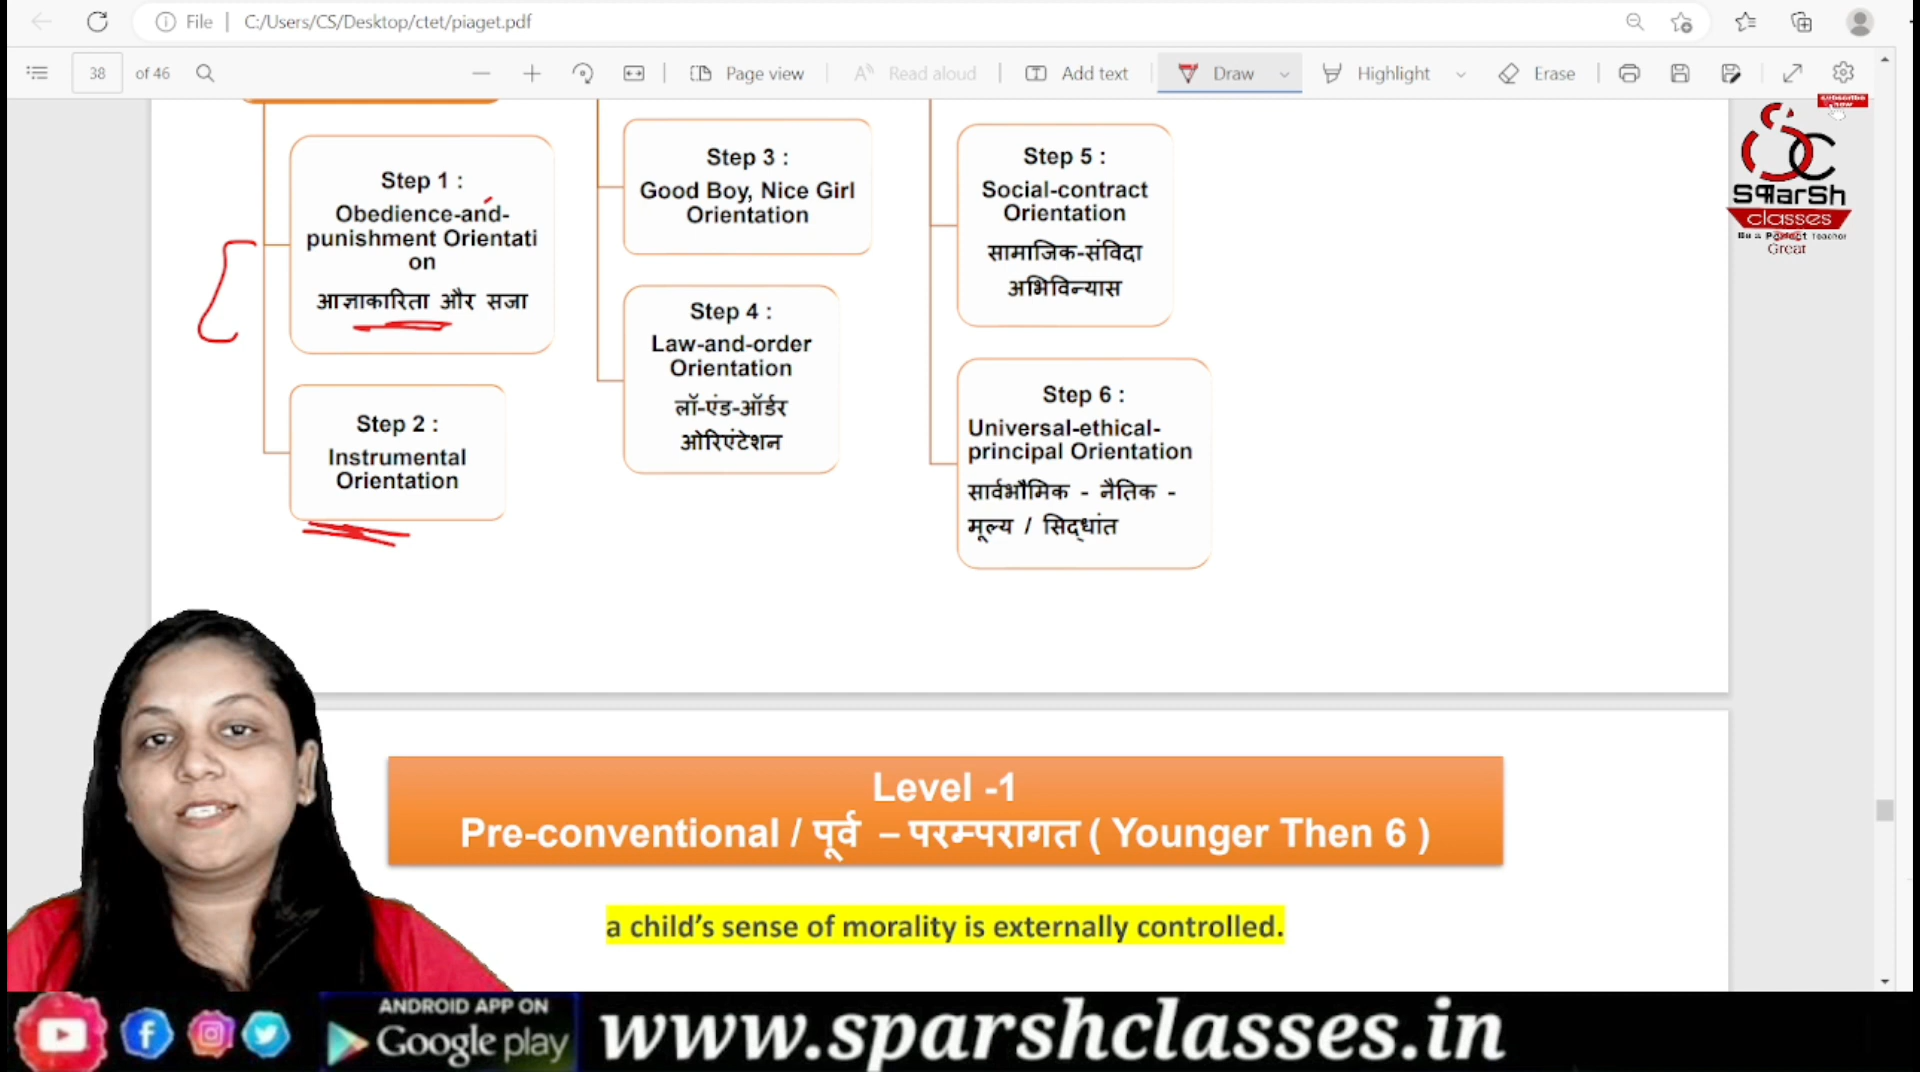 File | C:/Users/CS/Desktop/ctet/piaget.pdf
38 of 46
Page view
Read aloud
Add text
Draw
Highlight
Erase
Step 1 :
Obedience-and-
punishment Orientati
on
आज्ञाकारिता और सजा
Step 2 :
Instrumental
Orientation
Step 3 :
Good Boy, Nice Girl
Orientation
Step 4 :
Law-and-order
Orientation
लॉ-एंड-ऑर्डर
ओरिएंटेशन
Step 5 :
Social-contract
Orientation
सामाजिक-संविदा
अभिविन्यास
Step 6 :
Universal-ethical-
principal Orientation
सार्वभौमिक - नैतिक -
मूल्य / सिद्धांत
classes
Be a Perfect Teacher
Great
Level -1
Pre-conventional / पूर्व – परम्परागत ( Younger Then 6 )
a child’s sense of morality is externally controlled.
ANDROID APP ON
Google play
www.sparshclasses.in